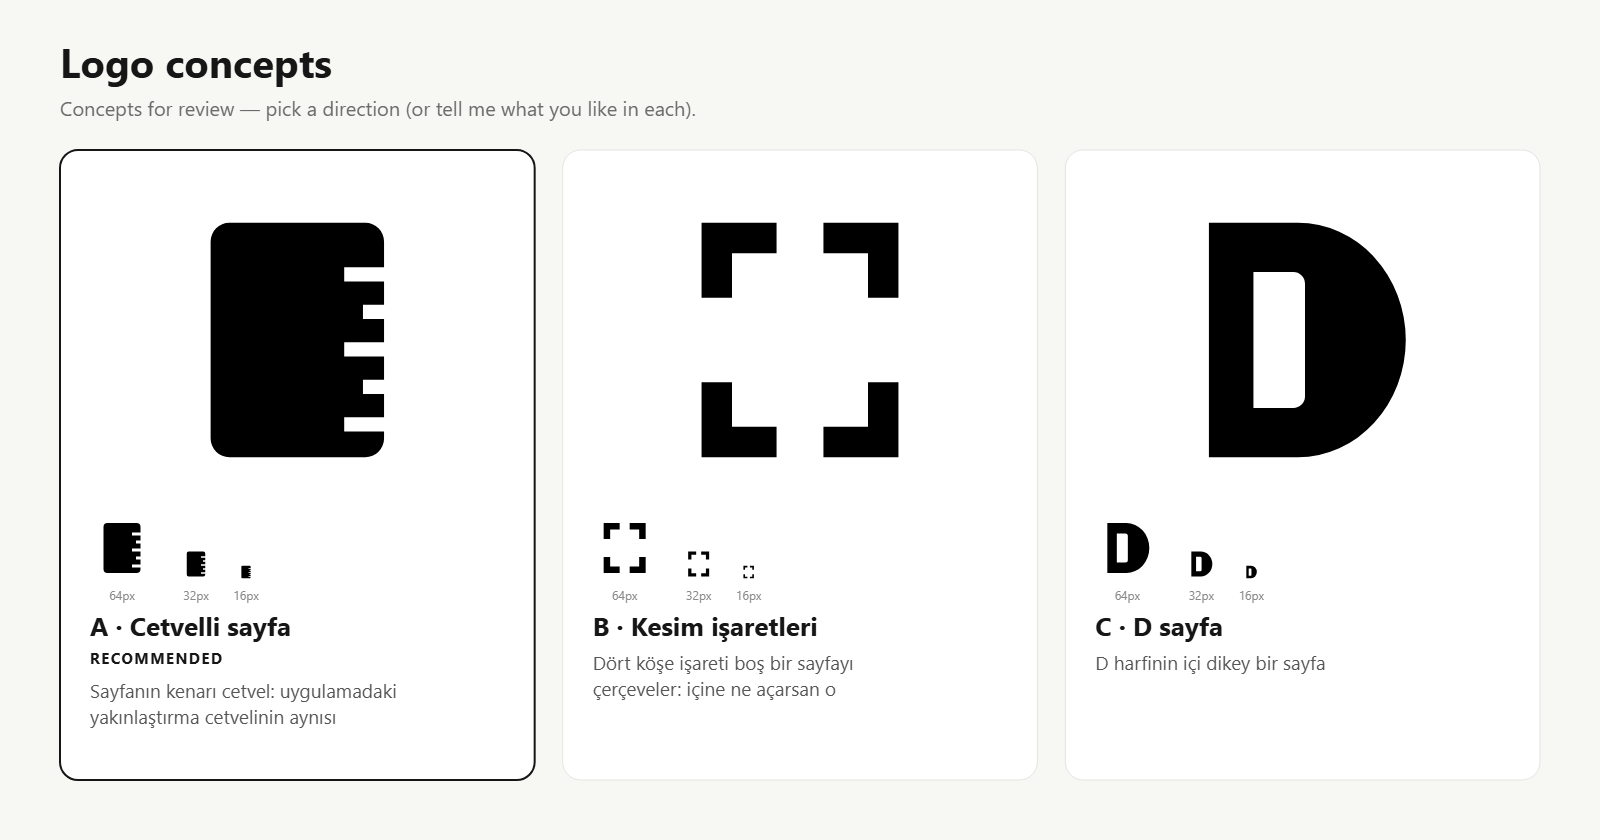 Logo concepts
Concepts for review — pick a direction (or tell me what you like in each).
64px 32px 16px
A · Cetvelli sayfa
RECOMMENDED
Sayfanın kenarı cetvel: uygulamadaki
yakınlaştırma cetvelinin aynısı
64px 32px 16px
B · Kesim işaretleri
Dört köşe işareti boş bir sayfayı
çerçeveler: içine ne açarsan o
D
D D D
64px 32px 16px
C · D sayfa
D harfinin içi dikey bir sayfa